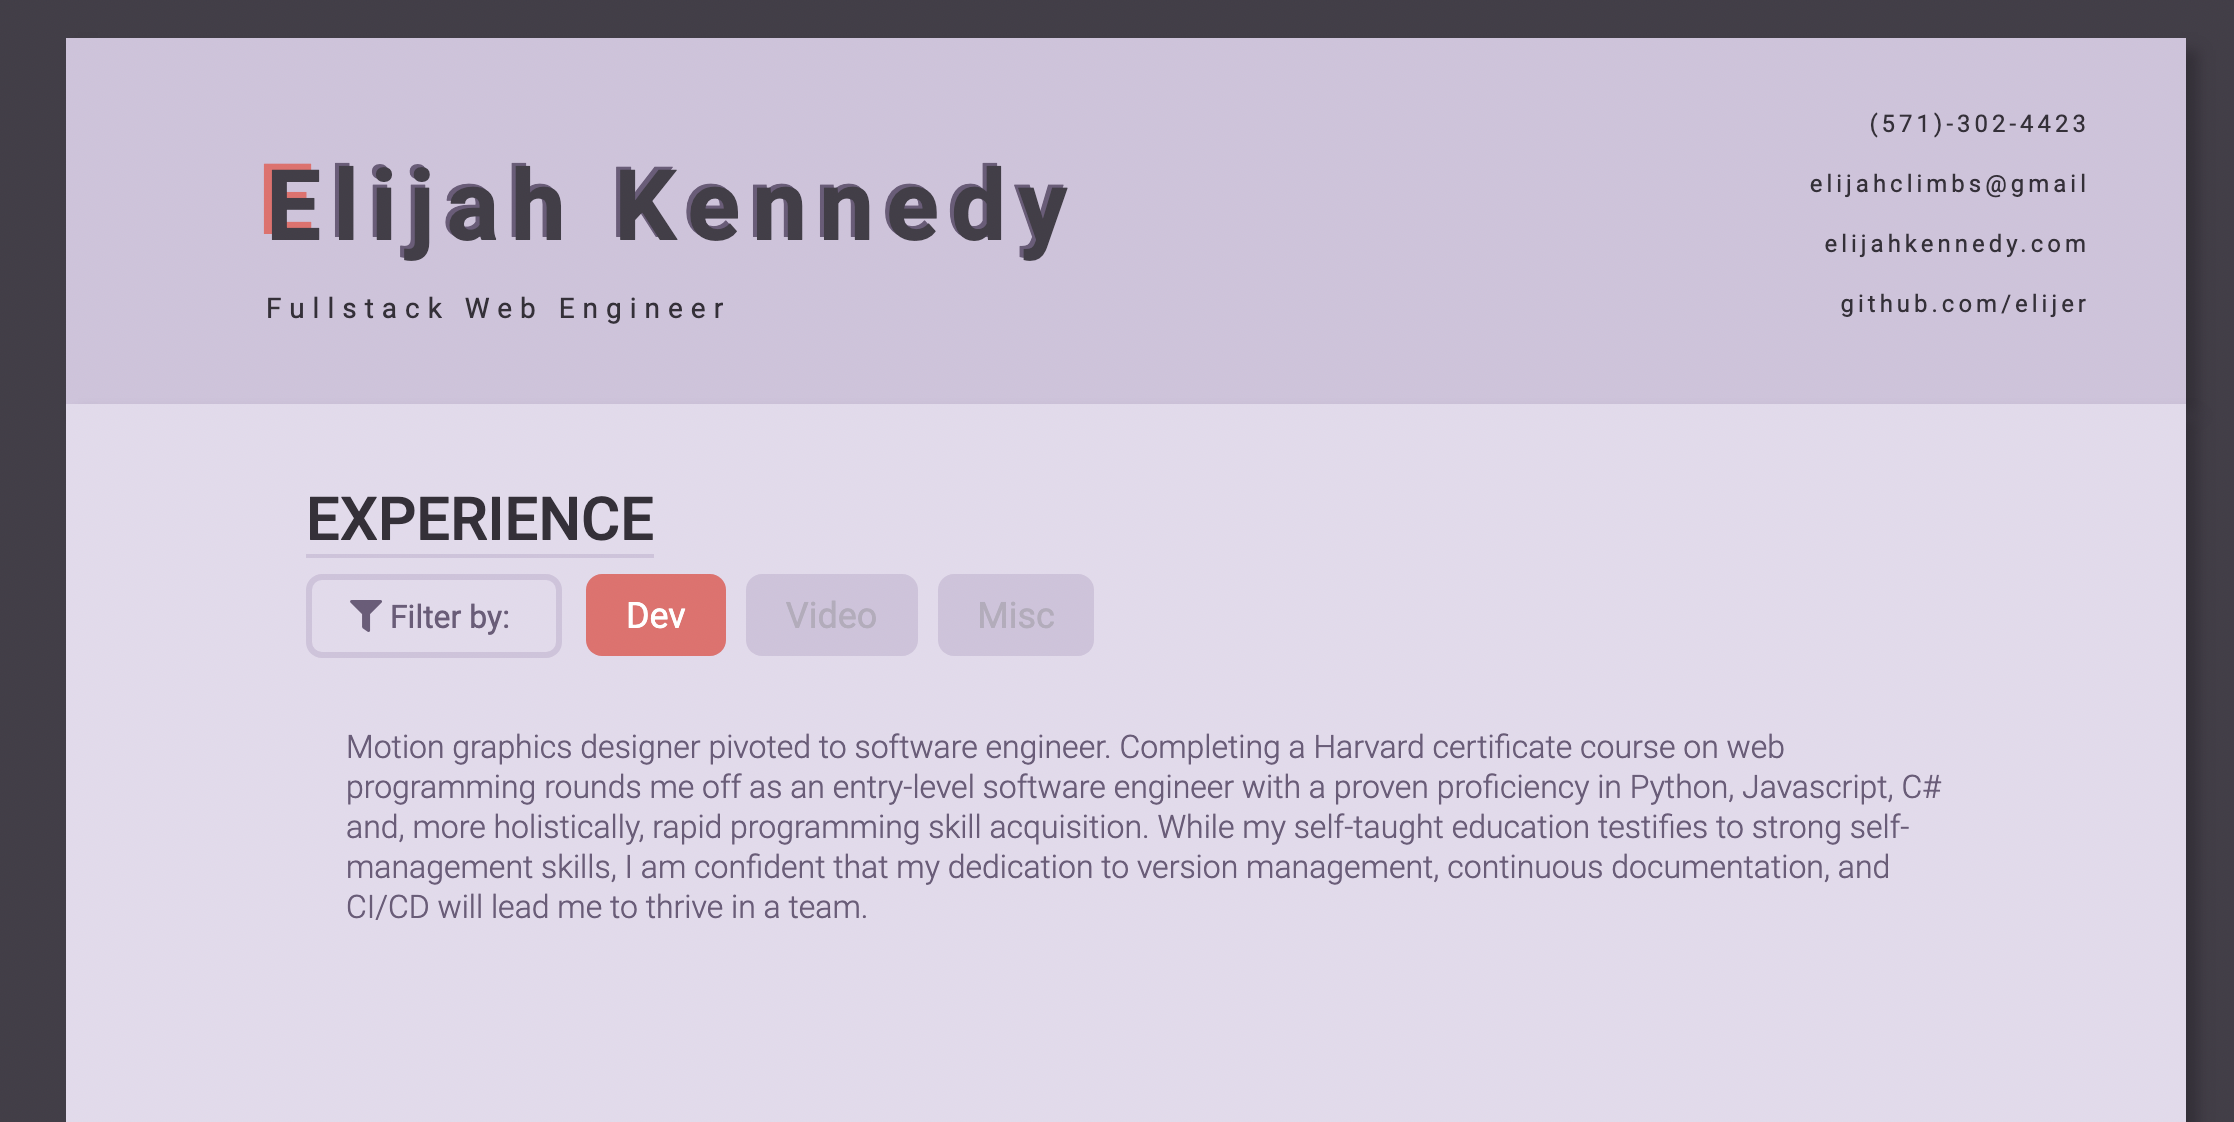 Elijah Kennedy
Fullstack Web Engineer
(571)-302-4423
elijahclimbs@gmail
elijahkennedy.com
github.com/elijer
EXPERIENCE
Filter by:
Dev
Video
Misc
Motion graphics designer pivoted to software engineer. Completing a Harvard certificate course on web
programming rounds me off as an entry-level software engineer with a proven proficiency in Python, Javascript, C#
and, more holistically, rapid programming skill acquisition. While my self-taught education testifies to strong self-
management skills, I am confident that my dedication to version management, continuous documentation, and
CI/CD will lead me to thrive in a team.